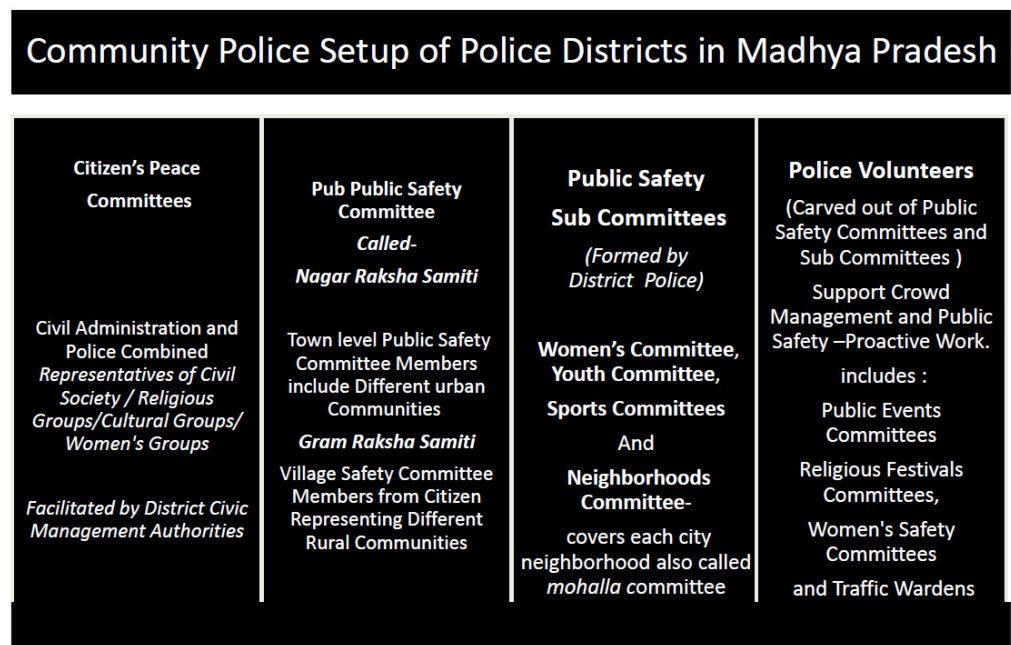 Community Police Setup of Police Districts in Madhya Pradesh
Citizen’s Peace
Committees
Civil Administration and
Police Combined
Representatives of Civil
Society / Religious
Groups/Cultural Groups/
Women's Groups
Facilitated by District Civic
Management Authorities
Pub Public Safety
Committee
Called-
Nagar Raksha Samiti
Town level Public Safety
Committee Members
include Different urban
Communities
Gram Raksha Samiti
Village Safety Committee
Members from Citizen
Representing Different
Rural Communities
Public Safety
Sub Committees
(Formed by
District Police)
Women’s Committee,
Youth Committee,
Sports Committees
And
Neighborhoods
Committee-
covers each city
neighborhood also called
mohalla committee
Police Volunteers
(Carved out of Public
Safety Committees and
Sub Committees )
Support Crowd
Management and Public
Safety –Proactive Work.
includes :
Public Events
Committees
Religious Festivals
Committees,
Women's Safety
Committees
and Traffic Wardens